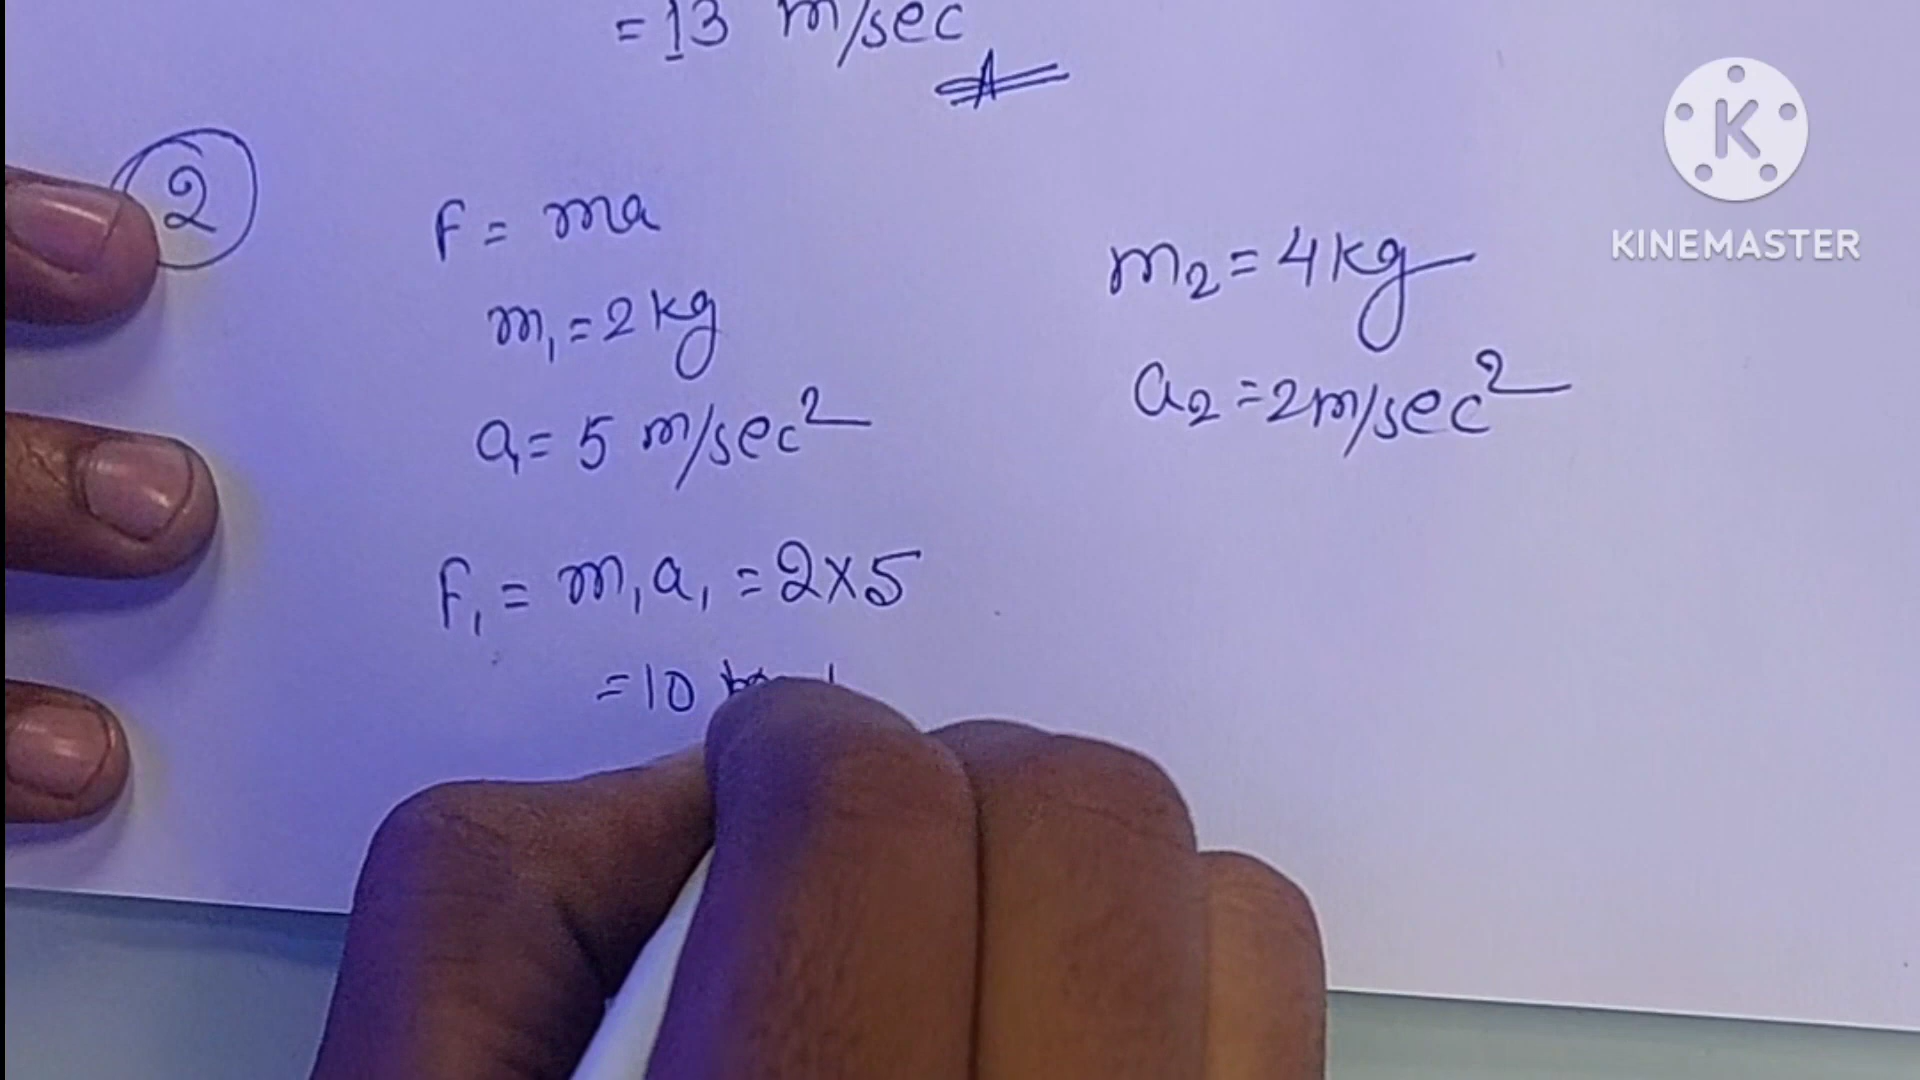 = 13 m/sec
2
F = ma
m₁ = 2 kg
a₁ = 5 m/sec²
F₁ = m₁a₁ = 2×5
= 10
m₂ = 4 kg
a₂ = 2 m/sec²
K
KINEMASTER